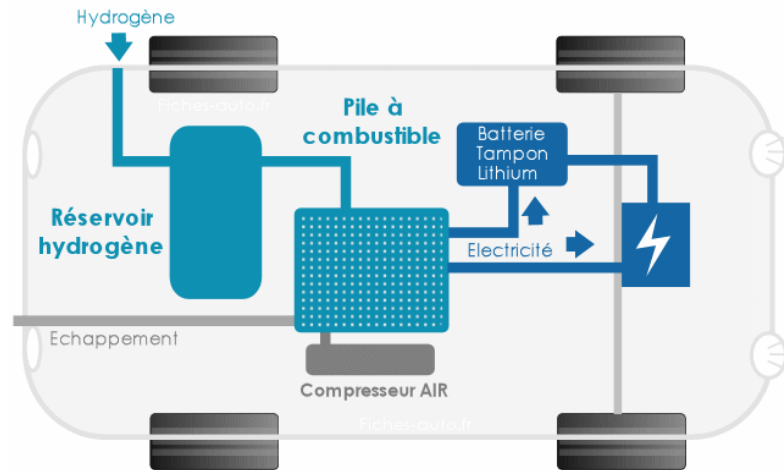 Hydrogène
Fiches-auto.fr
Pile à
combustible
Batterie
Tampon
Lithium
Réservoir
hydrogène
Electricité
Echappement
Compresseur AIR
Fiches-auto.fr